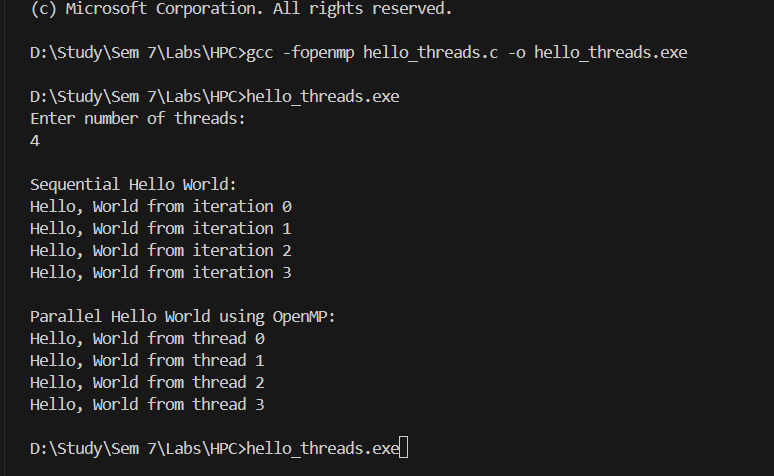 (c) Microsoft Corporation. All rights reserved.
D:\Study\Sem 7\Labs\HPC>gcc -fopenmp hello_threads.c -o hello_threads.exe
D:\Study\Sem 7\Labs\HPC>hello_threads.exe
Enter number of threads:
4
Sequential Hello World:
Hello, World from iteration 0
Hello, World from iteration 1
Hello, World from iteration 2
Hello, World from iteration 3
Parallel Hello World using OpenMP:
Hello, World from thread 0
Hello, World from thread 1
Hello, World from thread 2
Hello, World from thread 3
D:\Study\Sem 7\Labs\HPC>hello_threads.exe